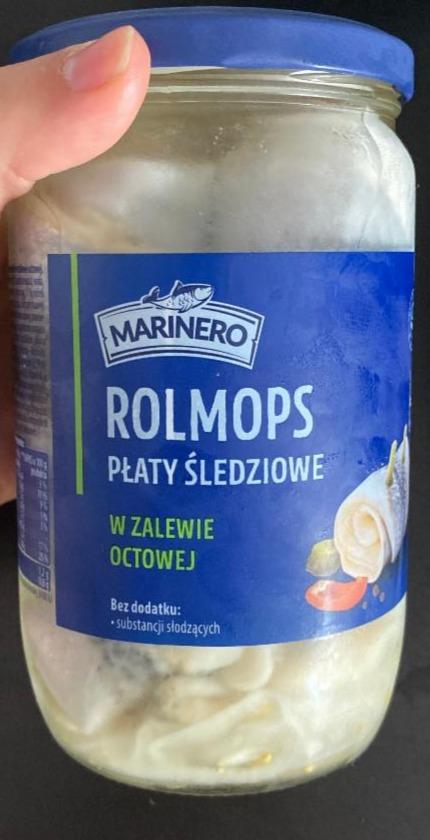 MARINERO
ROLMOPS
PŁATY ŚLEDZIOWE
W ZALEWIE
OCTOWEJ
Bez dodatku:
• substancji słodzących